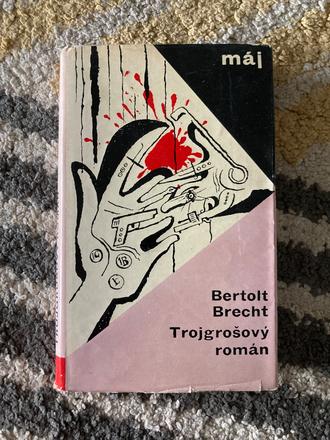 máj
Bertolt
Brecht
Trojgrošový
román